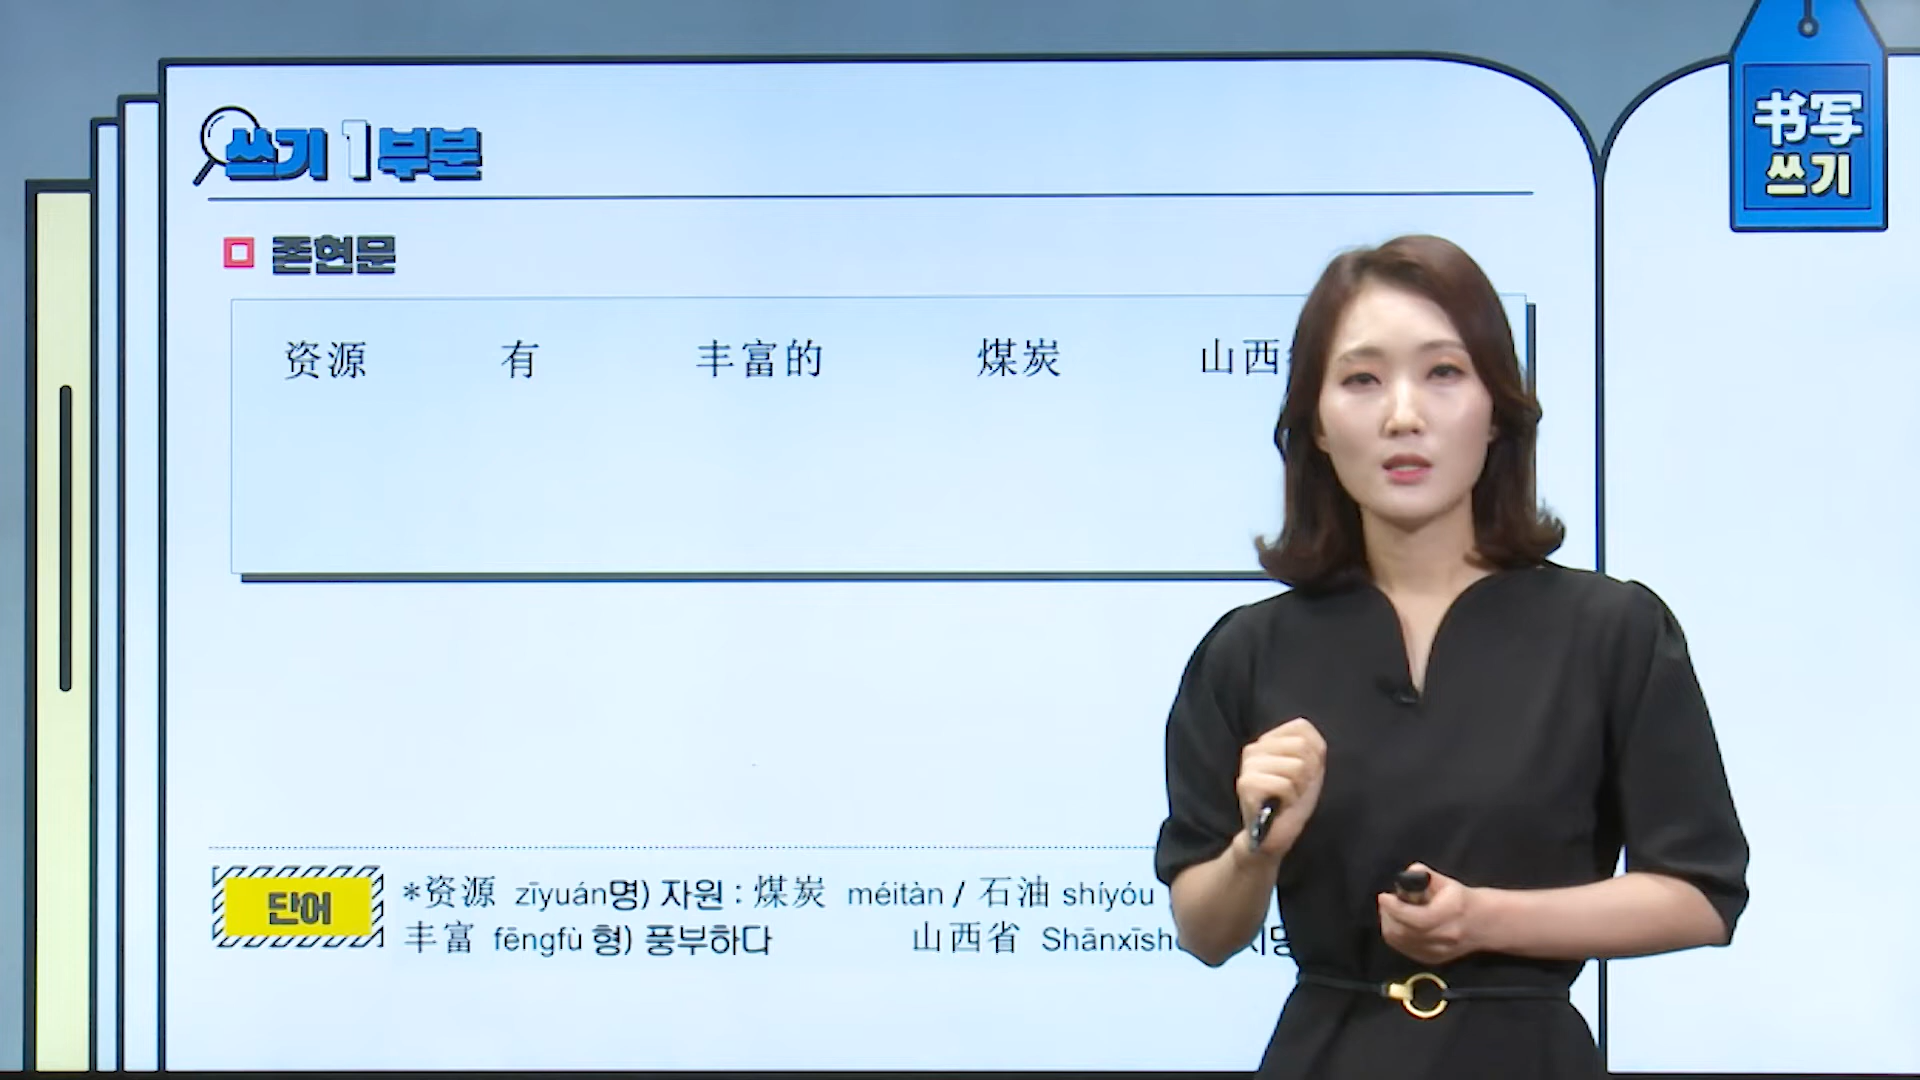 书写
쓰기
쓰기 1부분
존현문
资源 有 丰富的 煤炭 山西
단어
*资源 zīyuán명) 자원 : 煤炭 méitàn / 石油 shíyóu
丰富 fēngfù 형) 풍부하다 山西省 Shānxīsh